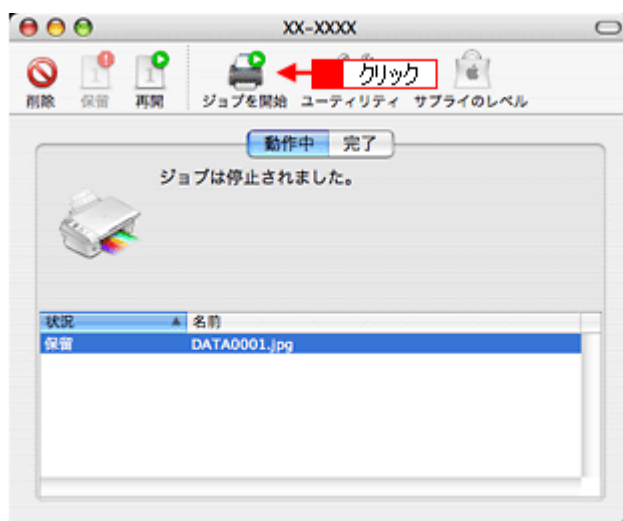 XX-XXXX
クリック
削除 保留 再開 ジョブを開始 ユーティリティ サプライのレベル
動作中 完了
ジョブは停止されました。
状況 名前
保留 DATA0001.jpg